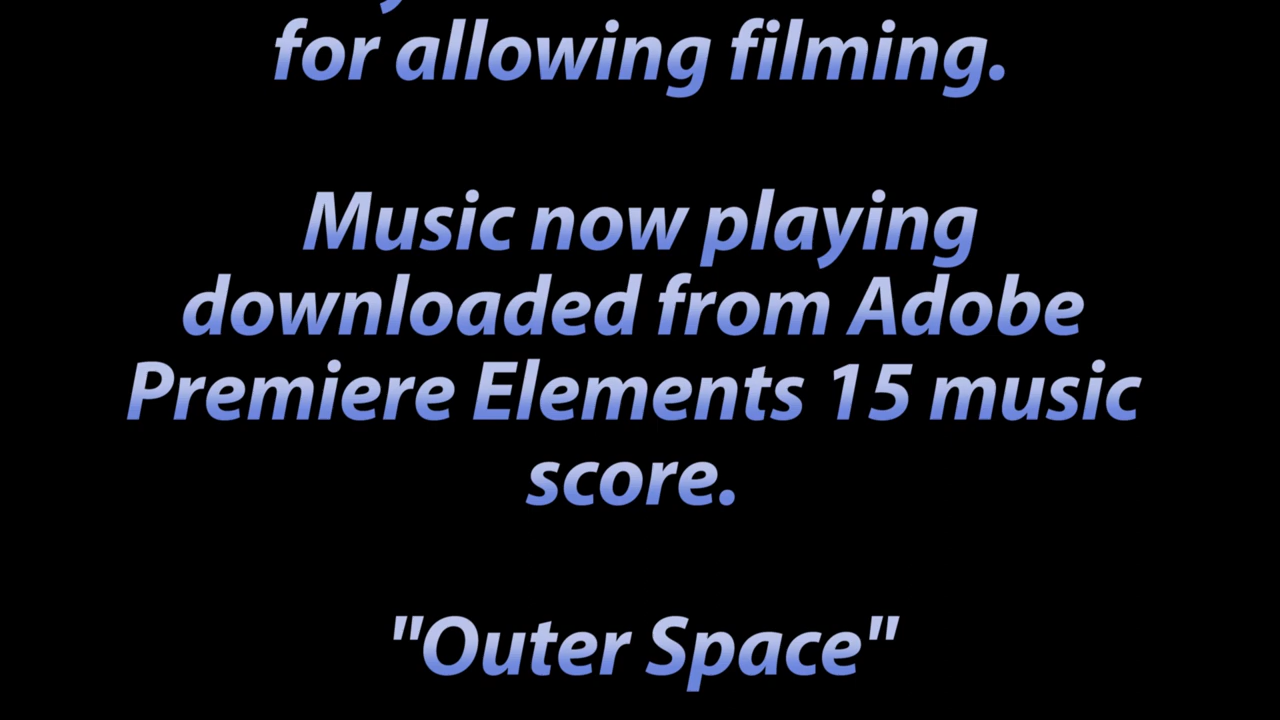 for allowing filming.
Music now playing
downloaded from Adobe
Premiere Elements 15 music
score.
"Outer Space"